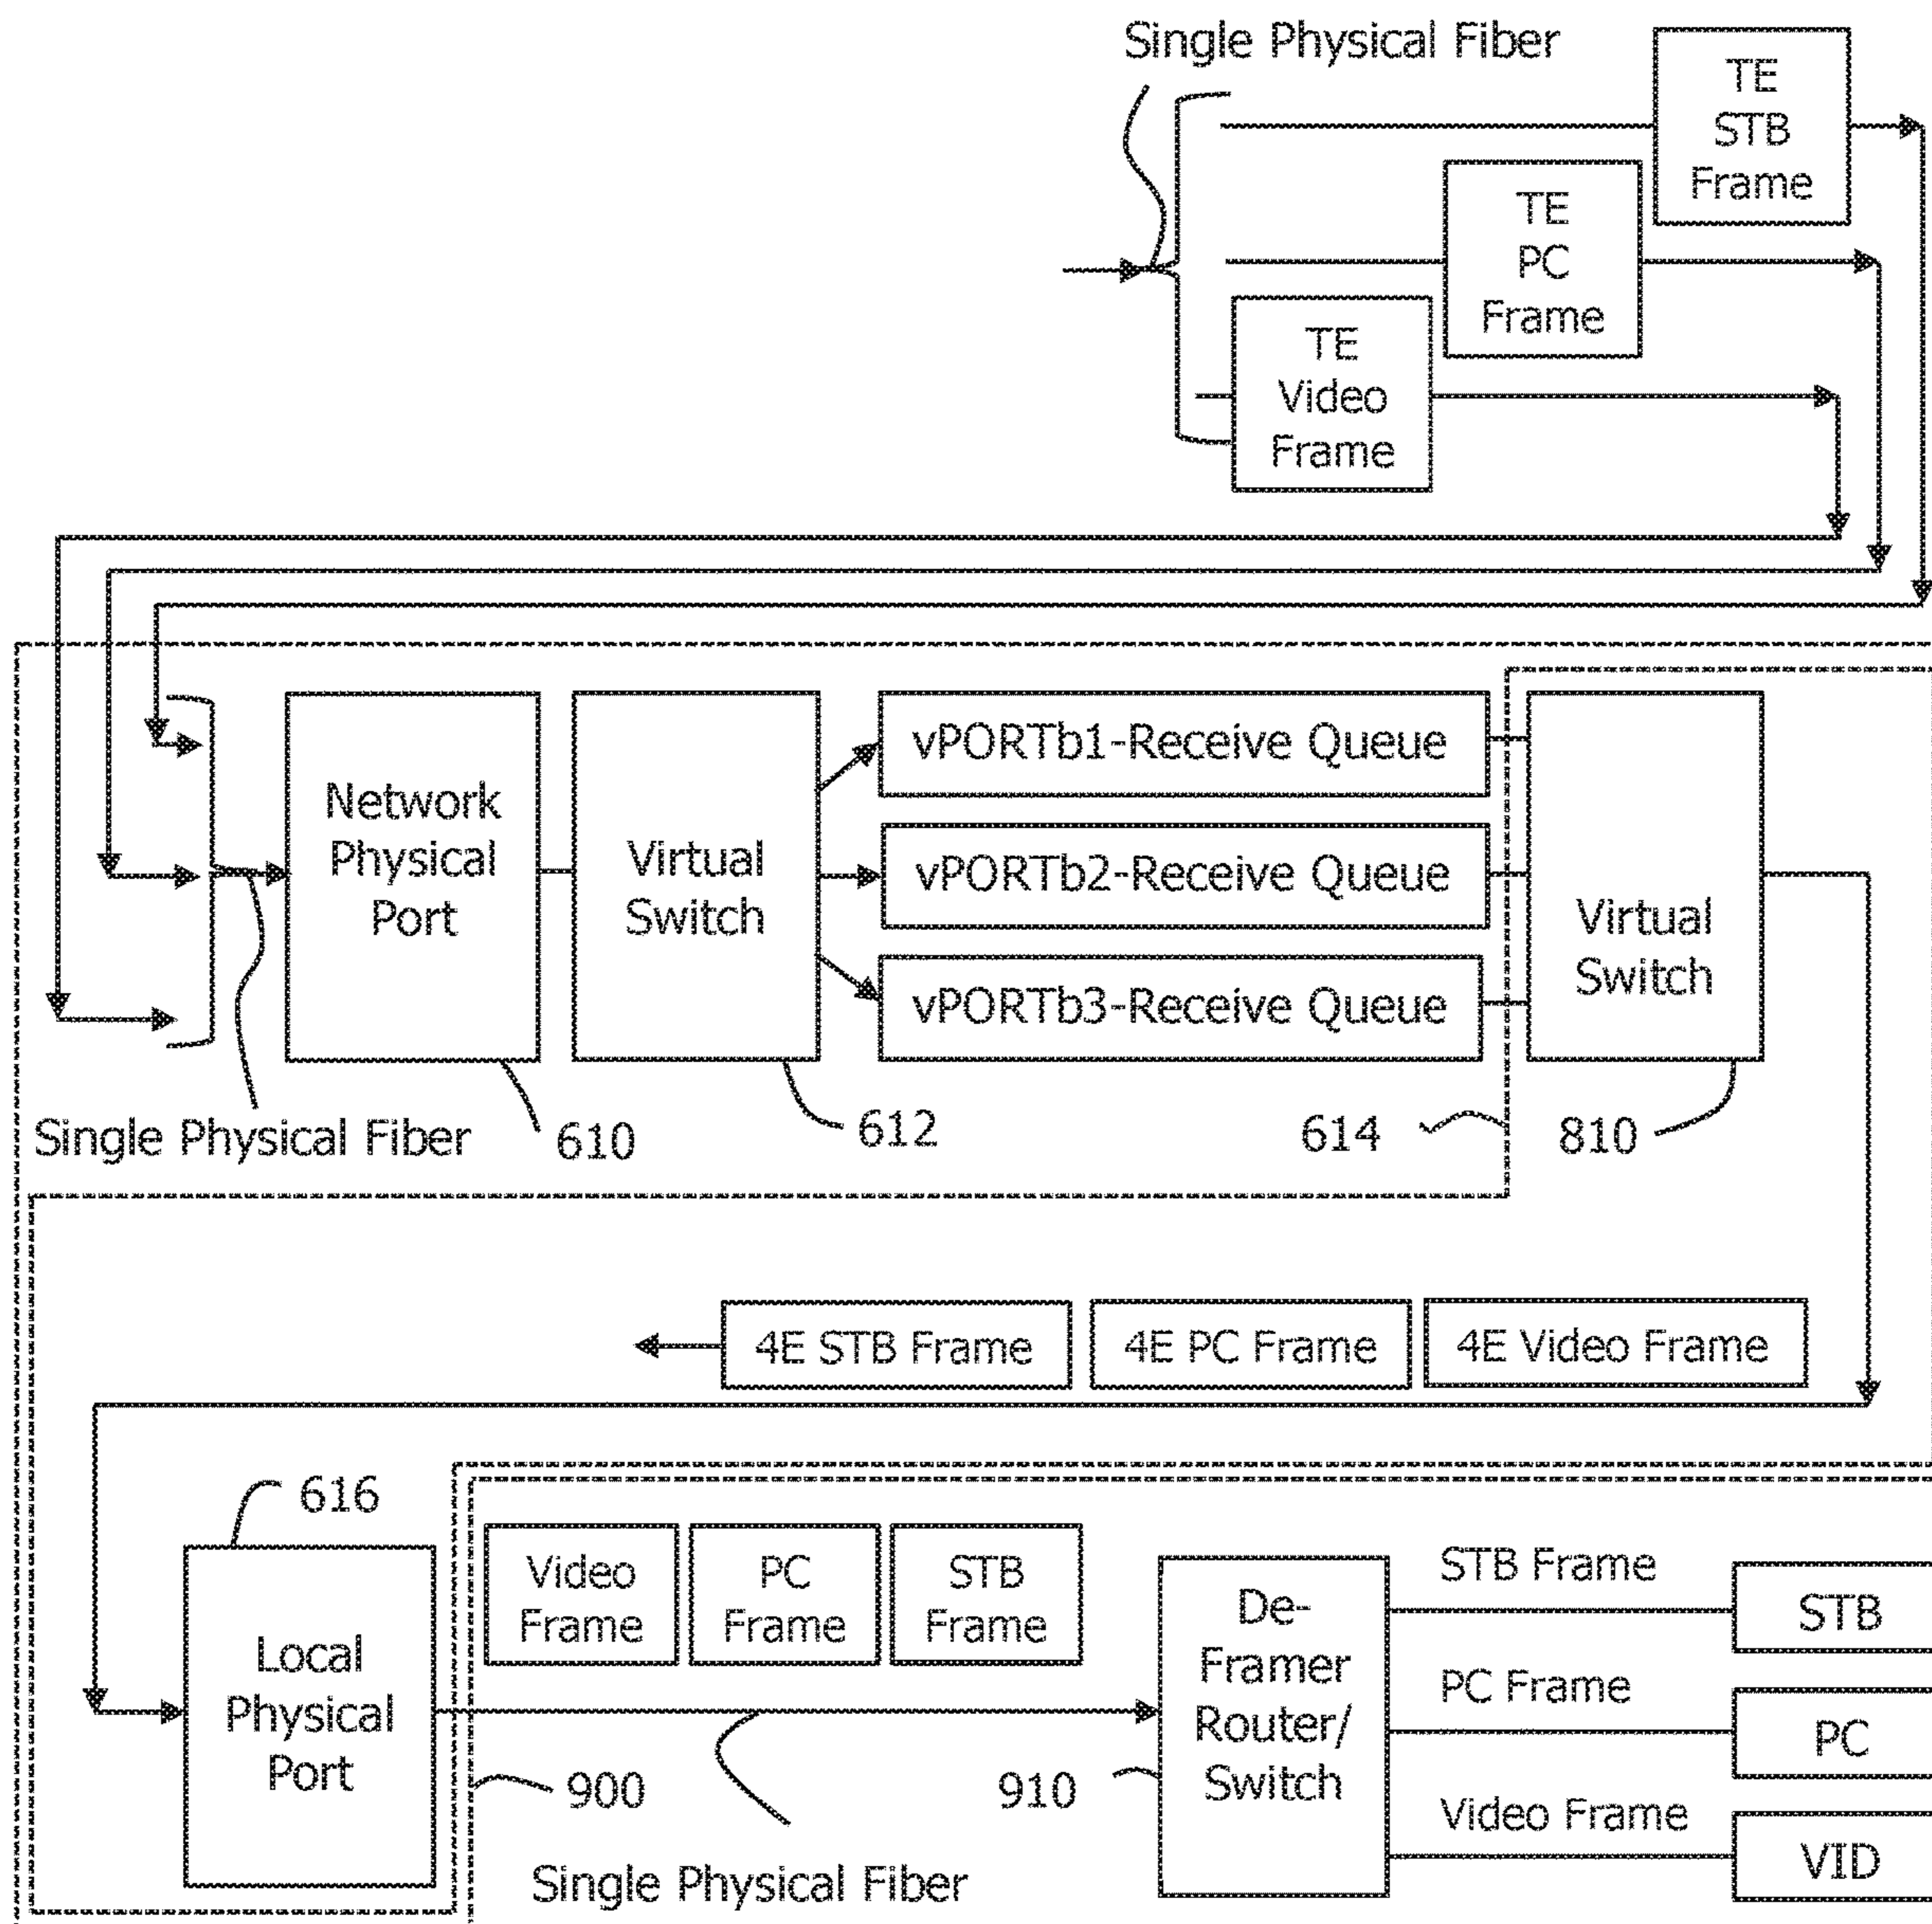 Single Physical Fiber
TE
STB
Frame
TE
PC
Frame
TE
Video
Frame
Network
Physical
Port
Virtual
Switch
vPORTb1-Receive Queue
vPORTb2-Receive Queue
vPORTb3-Receive Queue
Virtual
Switch
Single Physical Fiber
610
612
614
810
4E STB Frame
4E PC Frame
4E Video Frame
616
Local
Physical
Port
Video
Frame
PC
Frame
STB
Frame
De-
Framer
Router/
Switch
STB Frame
STB
PC Frame
PC
Video Frame
VID
900
910
Single Physical Fiber